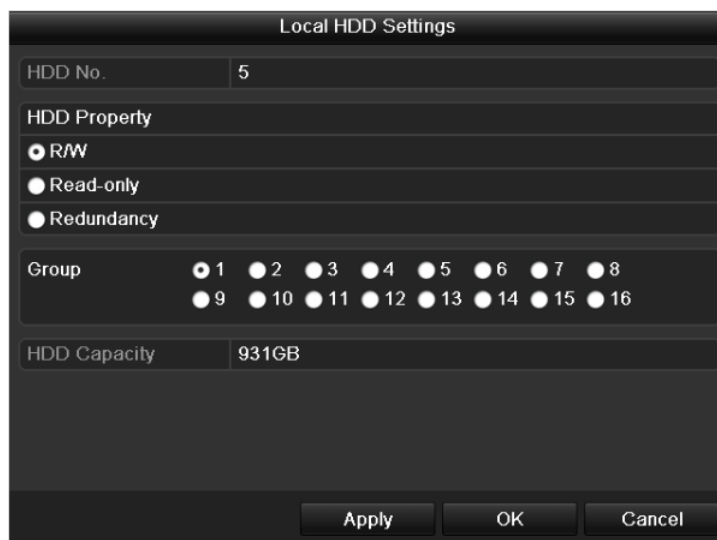 Local HDD Settings
HDD No. 5
HDD Property
R/W
Read-only
Redundancy
Group 1 2 3 4 5 6 7 8
9 10 11 12 13 14 15 16
HDD Capacity 931GB
Apply OK Cancel